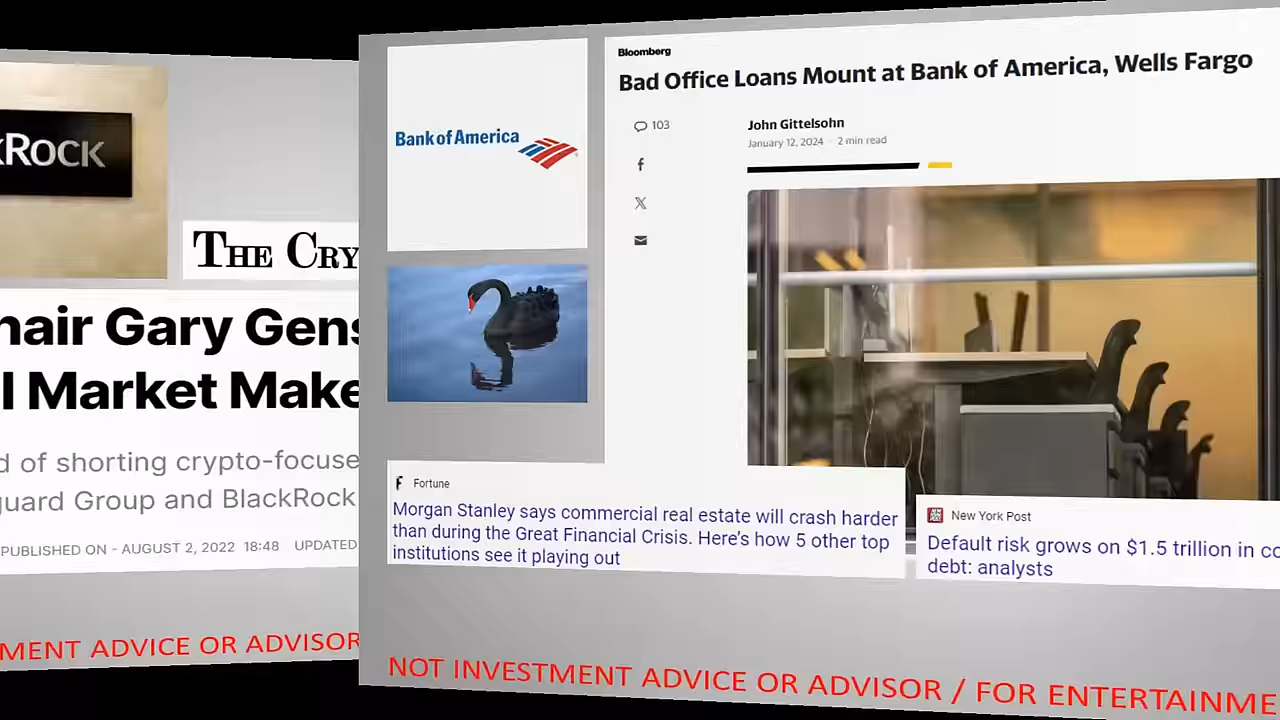 ROCK
THE CRY
hair Gary Gens
l Market Make
d of shorting crypto-focuse
guard Group and BlackRock
PUBLISHED ON - AUGUST 2, 2022 18:48 UPDATED
MENT ADVICE OR ADVISOR
Bank of America
Bloomberg
Bad Office Loans Mount at Bank of America, Wells Fargo
103
John Gittelsohn
January 12, 2024 · 2 min read
Fortune
Morgan Stanley says commercial real estate will crash harder
than during the Great Financial Crisis. Here's how 5 other top
institutions see it playing out
NEW YORK POST
New York Post
Default risk grows on $1.5 trillion in co
debt: analysts
NOT INVESTMENT ADVICE OR ADVISOR / FOR ENTERTAINME